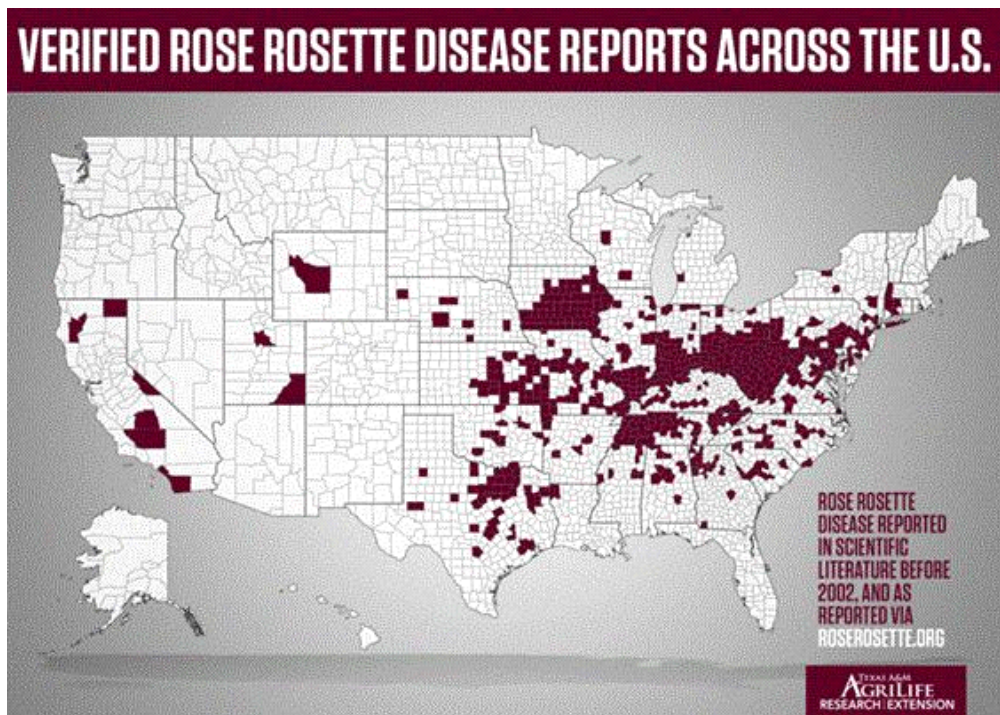 VERIFIED ROSE ROSETTE DISEASE REPORTS ACROSS THE U.S.
ROSE ROSETTE
DISEASE REPORTED
IN SCIENTIFIC
LITERATURE BEFORE
2002, AND AS
REPORTED VIA
ROSEROSETTE.ORG
TEXAS A&M
AGRILIFE
RESEARCH | EXTENSION